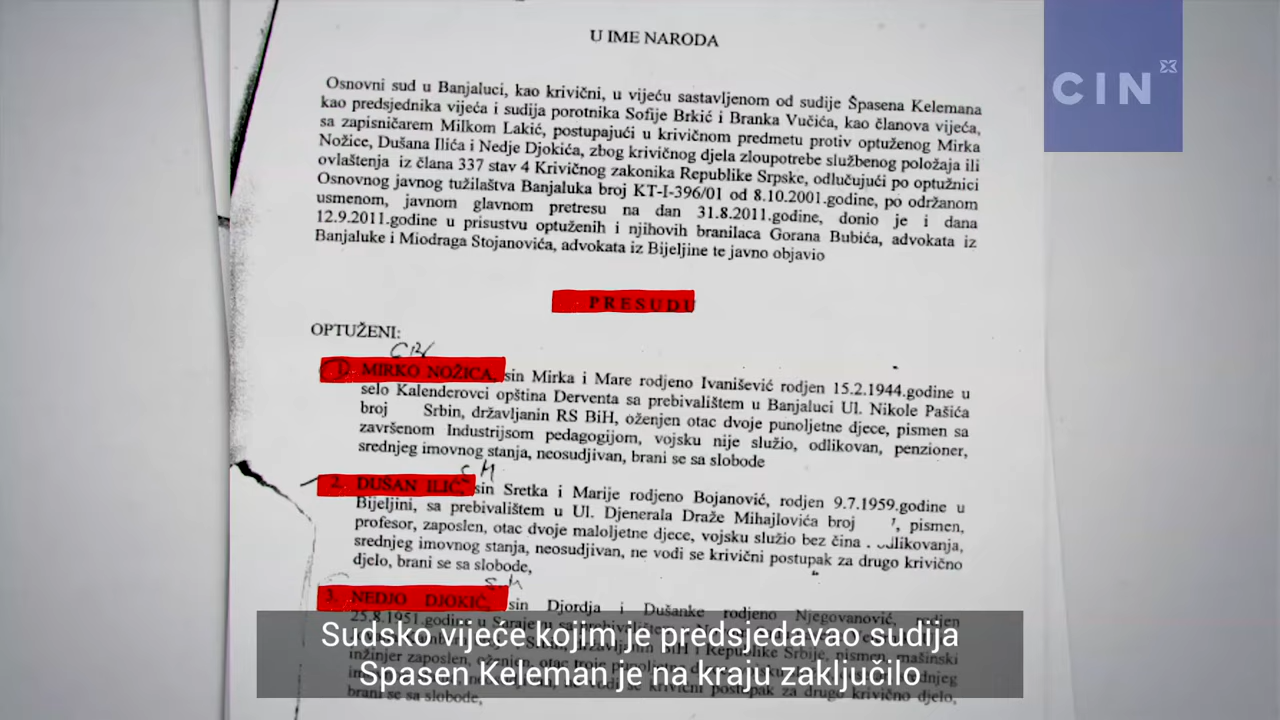 U IME NARODA
CIN
Osnovni sud u Banjaluci, kao krivični, u vijeću sastavljenom od sudije Špasena Kelemana
kao predsjednika vijeća i sudija porotnika Sofije Brkić i Branka Vučića, kao članova vijeća,
sa zapisničarem Milkom Lakić, postupajući u krivičnom predmetu protiv optuženog Mirka
Nožice, Dušana Ilića i Nedje Djokića, zbog krivičnog djela zloupotrebe službenog položaja ili
ovlaštenja iz člana 337 stav 4 Krivičnog zakonika Republike Srpske, odlučujući po optužnici
Osnovnog javnog tužilaštva Banjaluka broj KT-I-396/01 od 8.10.2001.godine, po održanom
usmenom, javnom glavnom pretresu na dan 31.8.2011.godine, donio je i dana
12.9.2011.godine u prisustvu optuženih i njihovih branilaca Gorana Bubića, advokata iz
Banjaluke i Miodraga Stojanovića, advokata iz Bijeljine te javno objavio
PRESUDU
OPTUŽENI:
1. MIRKO NOŽICA, sin Mirka i Mare rodjeno Ivanišević rodjen 15.2.1944.godine u
selo Kalenderovci opština Derventa sa prebivalištem u Banjaluci Ul. Nikole Pašića
broj Srbin, državljanin RS BiH, oženjen otac dvoje punoljetne djece, pismen sa
završenom Industrijsom pedagogijom, vojsku nije služio, odlikovan, penzioner,
srednjeg imovnog stanja, neosudjivan, brani se sa slobode
2. DUŠAN ILIĆ, sin Sretka i Marije rodjeno Bojanović, rodjen 9.7.1959.godine u
Bijeljini, sa prebivalištem u Ul. Djenerala Draže Mihajlovića broj , pismen,
profesor, zaposlen, otac dvoje maloljetne djece, vojsku služio bez čina odlikovanja,
srednjeg imovnog stanja, neosudjivan, ne vodi se krivični postupak za drugo krivično
djelo, brani se sa slobode,
3. NEDJO DJOKIĆ, sin Djordja i Dušanke rodjeno Njegovanović, rodjen
25.8.1951.godine u
Sudsko vijeće kojim je predsjedavao sudija
Spasen Keleman je na kraju zaključilo
brani se sa slobode,